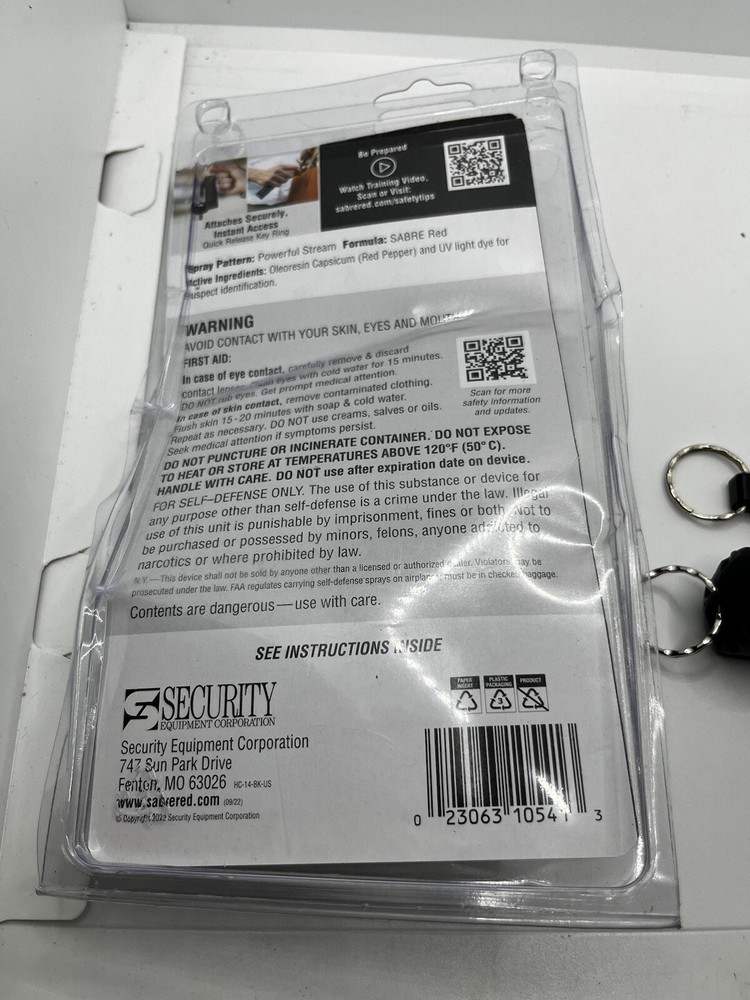 Be Prepared
Watch Training Video,
Scan or Visit:
sabrered.com/safetytips
Attaches Securely,
Instant Access
Quick Release Key Ring
Spray Pattern: Powerful Stream Formula: SABRE Red
Active Ingredients: Oleoresin Capsicum (Red Pepper) and UV light dye for
suspect identification.
WARNING
AVOID CONTACT WITH YOUR SKIN, EYES AND MOUTH
FIRST AID:
In case of eye contact, carefully remove & discard
contact lenses. eyes with cold water for 15 minutes.
DO NOT rub eyes. Get prompt medical attention.
In case of skin contact, remove contaminated clothing.
Flush skin 15-20 minutes with soap & cold water.
Repeat as necessary. DO NOT use creams, salves or oils.
Seek medical attention if symptoms persist.
Scan for more
safety information
and updates.
DO NOT PUNCTURE OR INCINERATE CONTAINER. DO NOT EXPOSE
TO HEAT OR STORE AT TEMPERATURES ABOVE 120°F (50°C).
HANDLE WITH CARE. DO NOT use after expiration date on device.
FOR SELF–DEFENSE ONLY. The use of this substance or device for
any purpose other than self-defense is a crime under the law. Illegal
use of this unit is punishable by imprisonment, fines or both. Not to
be purchased or possessed by minors, felons, anyone addicted to
narcotics or where prohibited by law.
N.Y.—This device shall not be sold by anyone other than a licensed or authorized dealer. Violators may be
prosecuted under the law. FAA regulates carrying self-defense sprays on airplanes must be in checked baggage.
Contents are dangerous—use with care.
SEE INSTRUCTIONS INSIDE
SECURITY
EQUIPMENT CORPORATION
PAPER INSERT
PLASTIC PACKAGING
PRODUCT
3
Security Equipment Corporation
747 Sun Park Drive
Fenton, MO 63026 HC-14-BK-US
www.sabrered.com (09/22)
© Copyright 2022 Security Equipment Corporation
0 23063 10541 3